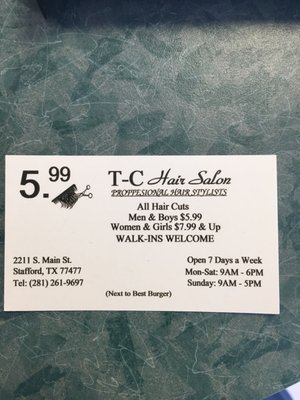 5.99
T-C Hair Salon
PROFFESIONAL HAIR STYLISTS
All Hair Cuts
Men & Boys $5.99
Women & Girls $7.99 & Up
WALK-INS WELCOME
2211 S. Main St.
Stafford, TX 77477
Tel: (281) 261-9697
Open 7 Days a Week
Mon-Sat: 9AM - 6PM
Sunday: 9AM - 5PM
(Next to Best Burger)